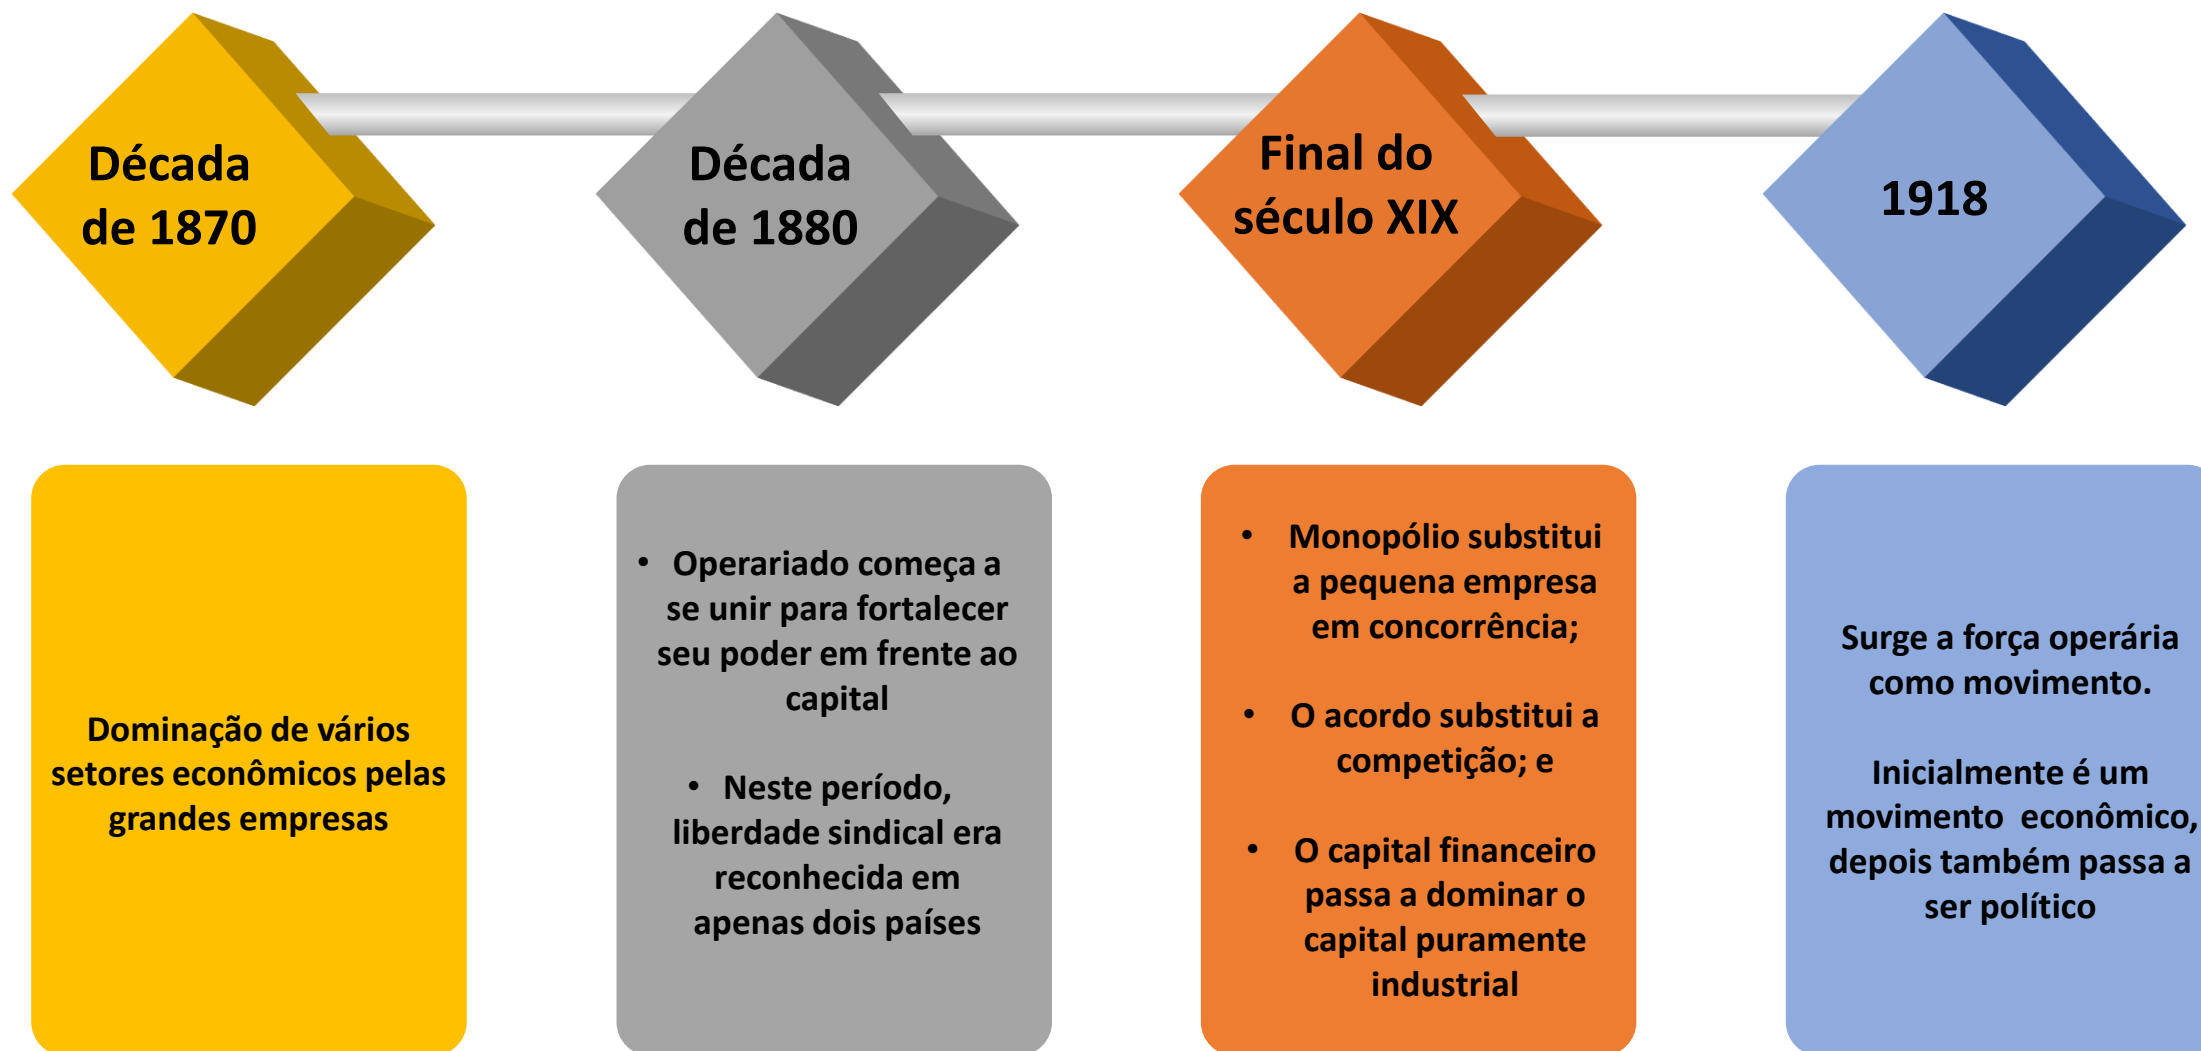 Década
de 1870
Década
de 1880
Final do
século XIX
1918
Dominação de vários
setores econômicos pelas
grandes empresas
• Operariado começa a
se unir para fortalecer
seu poder em frente ao
capital
• Neste período,
liberdade sindical era
reconhecida em
apenas dois países
• Monopólio substitui
a pequena empresa
em concorrência;
• O acordo substitui a
competição; e
• O capital financeiro
passa a dominar o
capital puramente
industrial
Surge a força operária
como movimento.
Inicialmente é um
movimento econômico,
depois também passa a
ser político